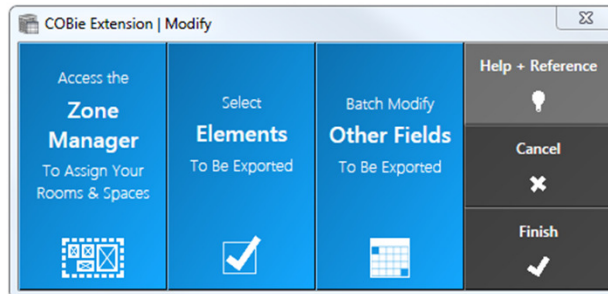 COBie Extension | Modify
Access the
Zone
Manager
To Assign Your
Rooms & Spaces
Select
Elements
To Be Exported
Batch Modify
Other Fields
To Be Exported
Help + Reference
Cancel
Finish